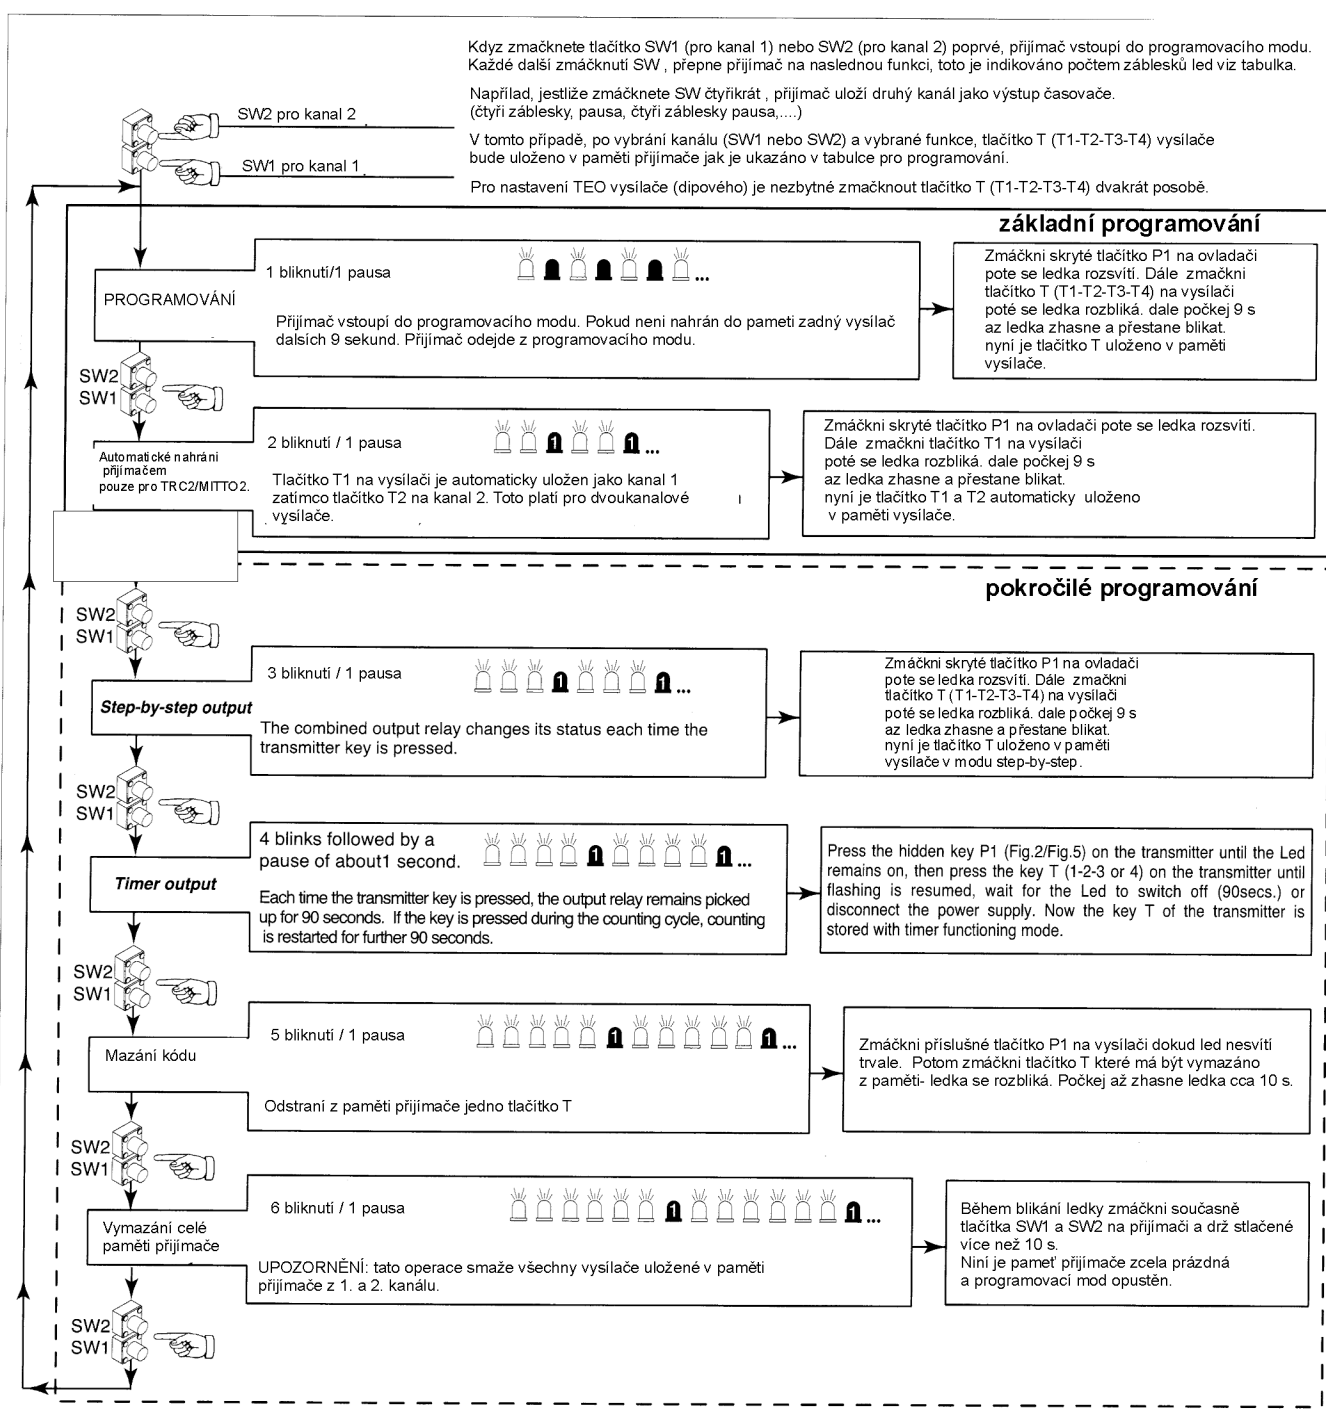 Kdyz zmačknete tlačítko SW1 (pro kanal 1) nebo SW2 (pro kanal 2) poprvé, přijímač vstoupí do programovacího modu.
Každé další zmáčknutí SW , přepne přijímač na naslednou funkci, toto je indikováno počtem záblesků led viz tabulka.
Například, jestliže zmáčknete SW čtyřikrát , přijímač uloží druhý kanál jako výstup časovače.
(čtyři záblesky, pausa, čtyři záblesky pausa,....)
V tomto případě, po vybrání kanálu (SW1 nebo SW2) a vybrané funkce, tlačítko T (T1-T2-T3-T4) vysílače
bude uloženo v paměti přijímače jak je ukazáno v tabulce pro programování.
Pro nastavení TEO vysílače (dipového) je nezbytné zmačknout tlačítko T (T1-T2-T3-T4) dvakrát posobě.
SW2 pro kanal 2
SW1 pro kanal 1
základní programování
PROGRAMOVÁNÍ
1 bliknutí/1 pausa
...
Přijímač vstoupí do programovacího modu. Pokud neni nahrán do pameti zadný vysílač
dalsích 9 sekund. Přijímač odejde z programovacího modu.
Zmáčkni skryté tlačítko P1 na ovladači
pote se ledka rozsvítí. Dále zmačkni
tlačítko T (T1-T2-T3-T4) na vysílači
poté se ledka rozbliká. dale počkej 9 s
az ledka zhasne a přestane blikat.
nyní je tlačítko T uloženo v paměti
vysílače.
SW2
SW1
Automatické nahrání
přijímačem
pouze pro TRC2/MITTO2.
2 bliknutí / 1 pausa
1 1 ...
Tlačítko T1 na vysílači je automaticky uložen jako kanal 1
zatímco tlačítko T2 na kanal 2. Toto platí pro dvoukanalové
vysílače.
Zmáčkni skryté tlačítko P1 na ovladači pote se ledka rozsvítí.
Dále zmačkni tlačítko T1 na vysílači
poté se ledka rozbliká. dale počkej 9 s
az ledka zhasne a přestane blikat.
nyní je tlačítko T1 a T2 automaticky uloženo
v paměti vysílače.
pokročilé programování
SW2
SW1
Step-by-step output
3 bliknutí / 1 pausa
1 1 ...
The combined output relay changes its status each time the
transmitter key is pressed.
Zmáčkni skryté tlačítko P1 na ovladači
pote se ledka rozsvítí. Dále zmačkni
tlačítko T (T1-T2-T3-T4) na vysílači
poté se ledka rozbliká. dale počkej 9 s
az ledka zhasne a přestane blikat.
nyní je tlačítko T uloženo v paměti
vysílače v modu step-by-step.
SW2
SW1
Timer output
4 blinks followed by a
pause of about1 second.
1 1 ...
Each time the transmitter key is pressed, the output relay remains picked
up for 90 seconds. If the key is pressed during the counting cycle, counting
is restarted for further 90 seconds.
Press the hidden key P1 (Fig.2/Fig.5) on the transmitter until the Led
remains on, then press the key T (1-2-3 or 4) on the transmitter until
flashing is resumed, wait for the Led to switch off (90secs.) or
disconnect the power supply. Now the key T of the transmitter is
stored with timer functioning mode.
SW2
SW1
Mazání kódu
5 bliknutí / 1 pausa
1 1 ...
Odstraní z paměti přijímače jedno tlačítko T
Zmáčkni příslušné tlačítko P1 na vysílači dokud led nesvítí
trvale. Potom zmáčkni tlačítko T které má být vymazáno
z paměti- ledka se rozbliká. Počkej až zhasne ledka cca 10 s.
SW2
SW1
Vymazání celé
paměti přijímače
6 bliknutí / 1 pausa
1 1 ...
UPOZORNĚNÍ: tato operace smaže všechny vysílače uložené v paměti
přijímače z 1. a 2. kanálu.
Během blikání ledky zmáčkni současně
tlačítka SW1 a SW2 na přijímači a drž stlačené
více než 10 s.
Niní je pameť přijímače zcela prázdná
a programovací mod opustěn.
SW2
SW1